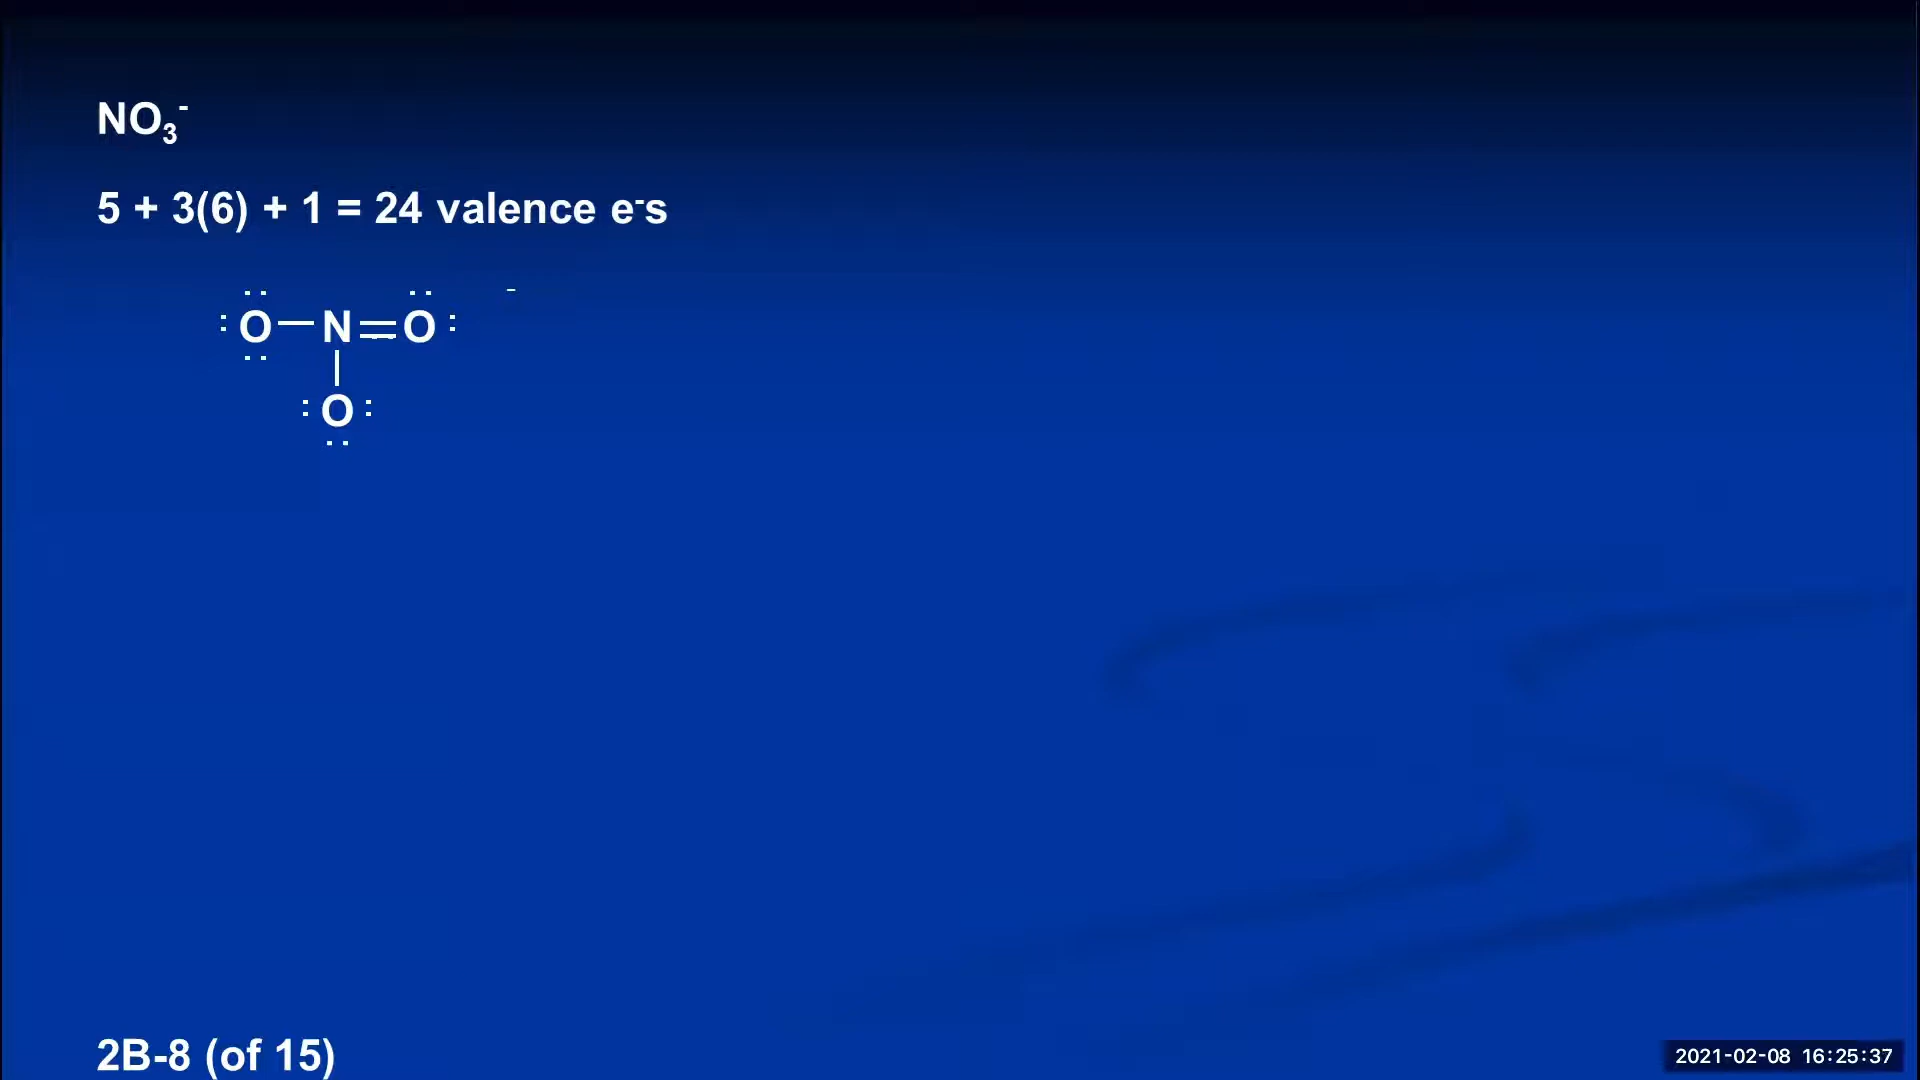 NO₃⁻
5 + 3(6) + 1 = 24 valence e⁻s
-
:O—N=O:
O:
2B-8 (of 15)
2021-02-08 16:25:37